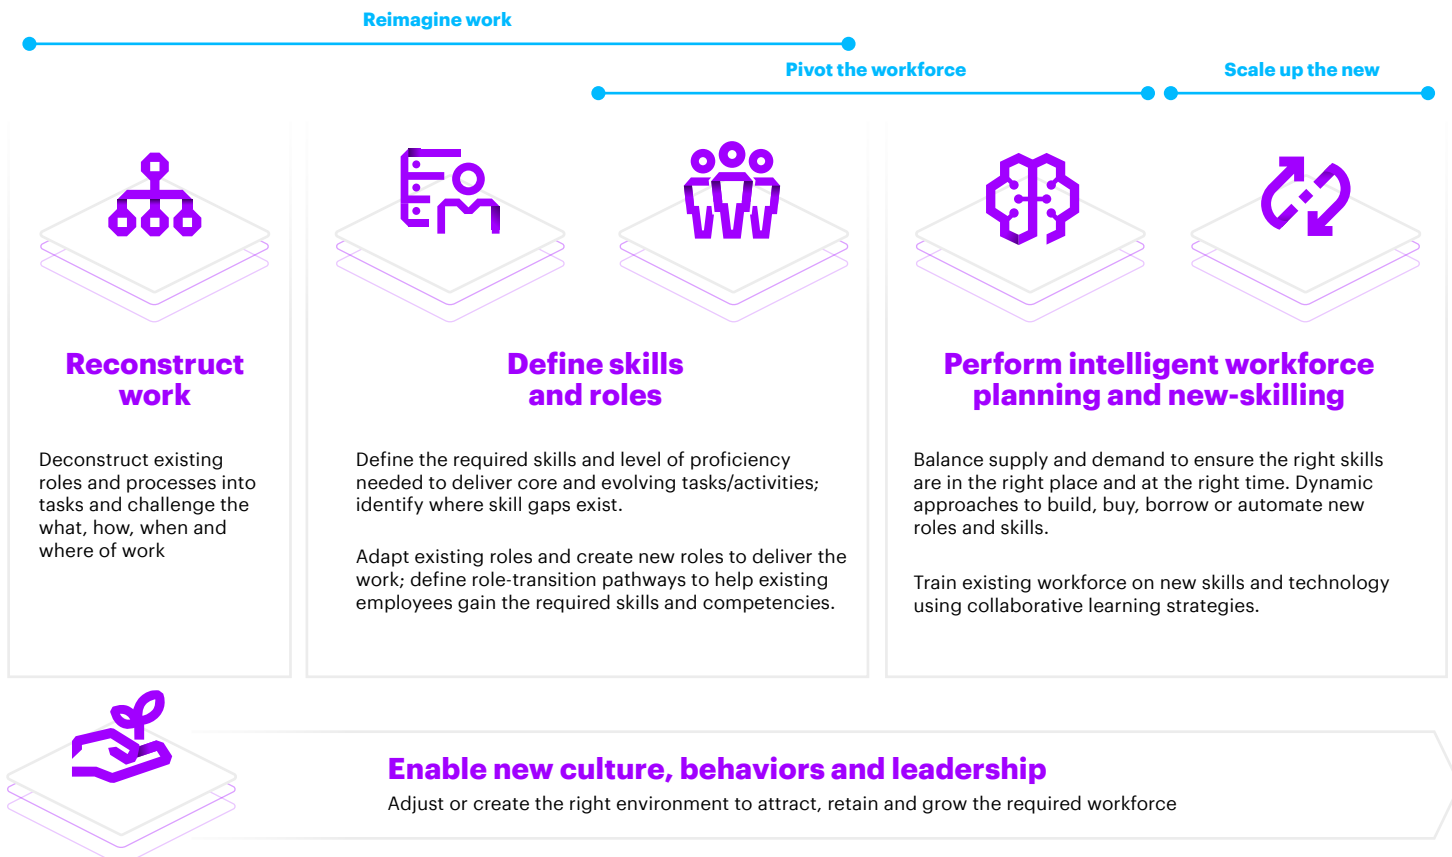 Reimagine work
Pivot the workforce
Scale up the new
Reconstruct
work
Deconstruct existing
roles and processes into
tasks and challenge the
what, how, when and
where of work
Define skills
and roles
Define the required skills and level of proficiency
needed to deliver core and evolving tasks/activities;
identify where skill gaps exist.
Adapt existing roles and create new roles to deliver the
work; define role-transition pathways to help existing
employees gain the required skills and competencies.
Perform intelligent workforce
planning and new-skilling
Balance supply and demand to ensure the right skills
are in the right place and at the right time. Dynamic
approaches to build, buy, borrow or automate new
roles and skills.
Train existing workforce on new skills and technology
using collaborative learning strategies.
Enable new culture, behaviors and leadership
Adjust or create the right environment to attract, retain and grow the required workforce